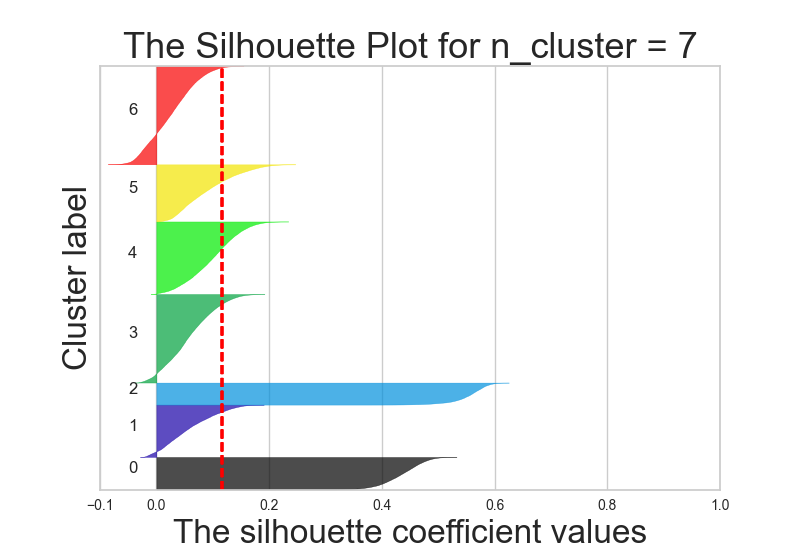 The Silhouette Plot for n_cluster = 7
Cluster label
6
5
4
3
2
1
0
−0.1 0.0 0.2 0.4 0.6 0.8 1.0
The silhouette coefficient values